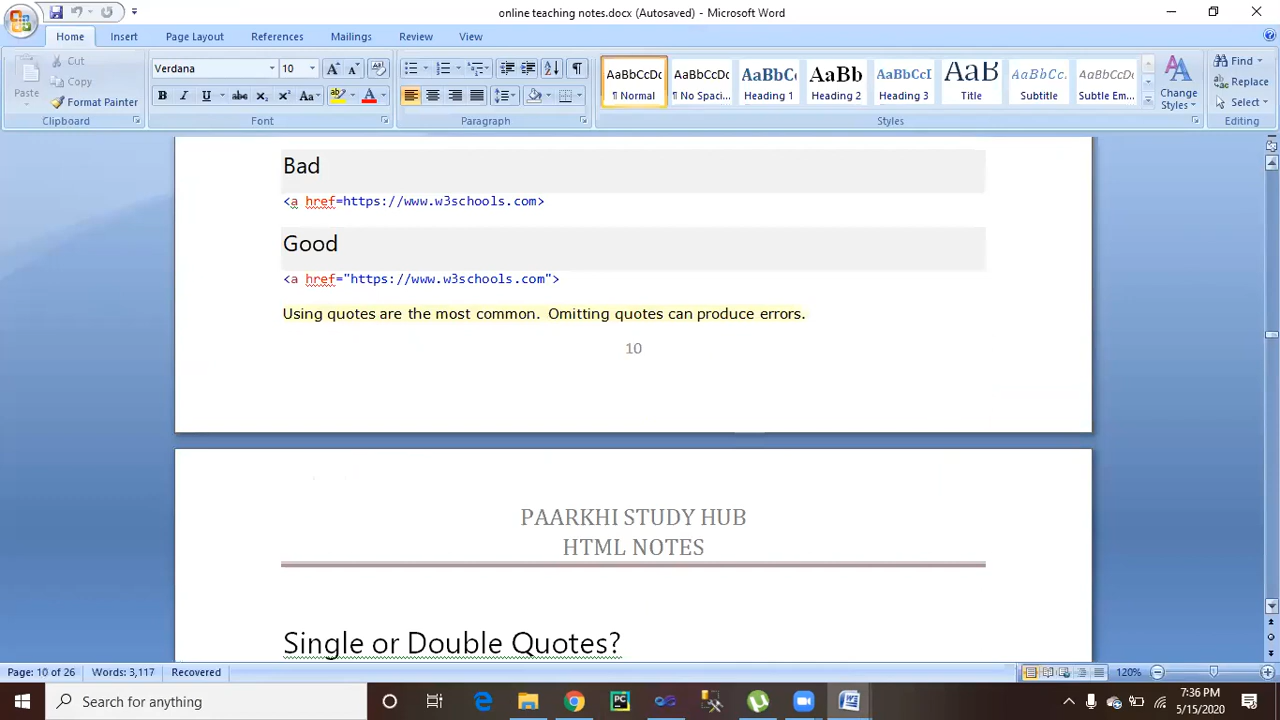 online teaching notes.docx (Autosaved) - Microsoft Word
Home Insert Page Layout References Mailings Review View
Paste
Cut
Copy
Format Painter
Clipboard
Verdana 10
B I U abc X₂ X² Aa A
Font
Paragraph
AaBbCcDc AaBbCcDc AaBbC AaBb AaBbCcI AaB AaBbCc. AaBbCcDc
¶ Normal ¶ No Spaci... Heading 1 Heading 2 Heading 3 Title Subtitle Subtle Em...
Change Styles
Styles
Find
Replace
Select
Editing
Bad
<a href=https://www.w3schools.com>
Good
<a href="https://www.w3schools.com">
Using quotes are the most common. Omitting quotes can produce errors.
10
PAARKHI STUDY HUB
HTML NOTES
Single or Double Quotes?
Page: 10 of 26 Words: 3,117 Recovered 120%
Search for anything
7:36 PM
5/15/2020